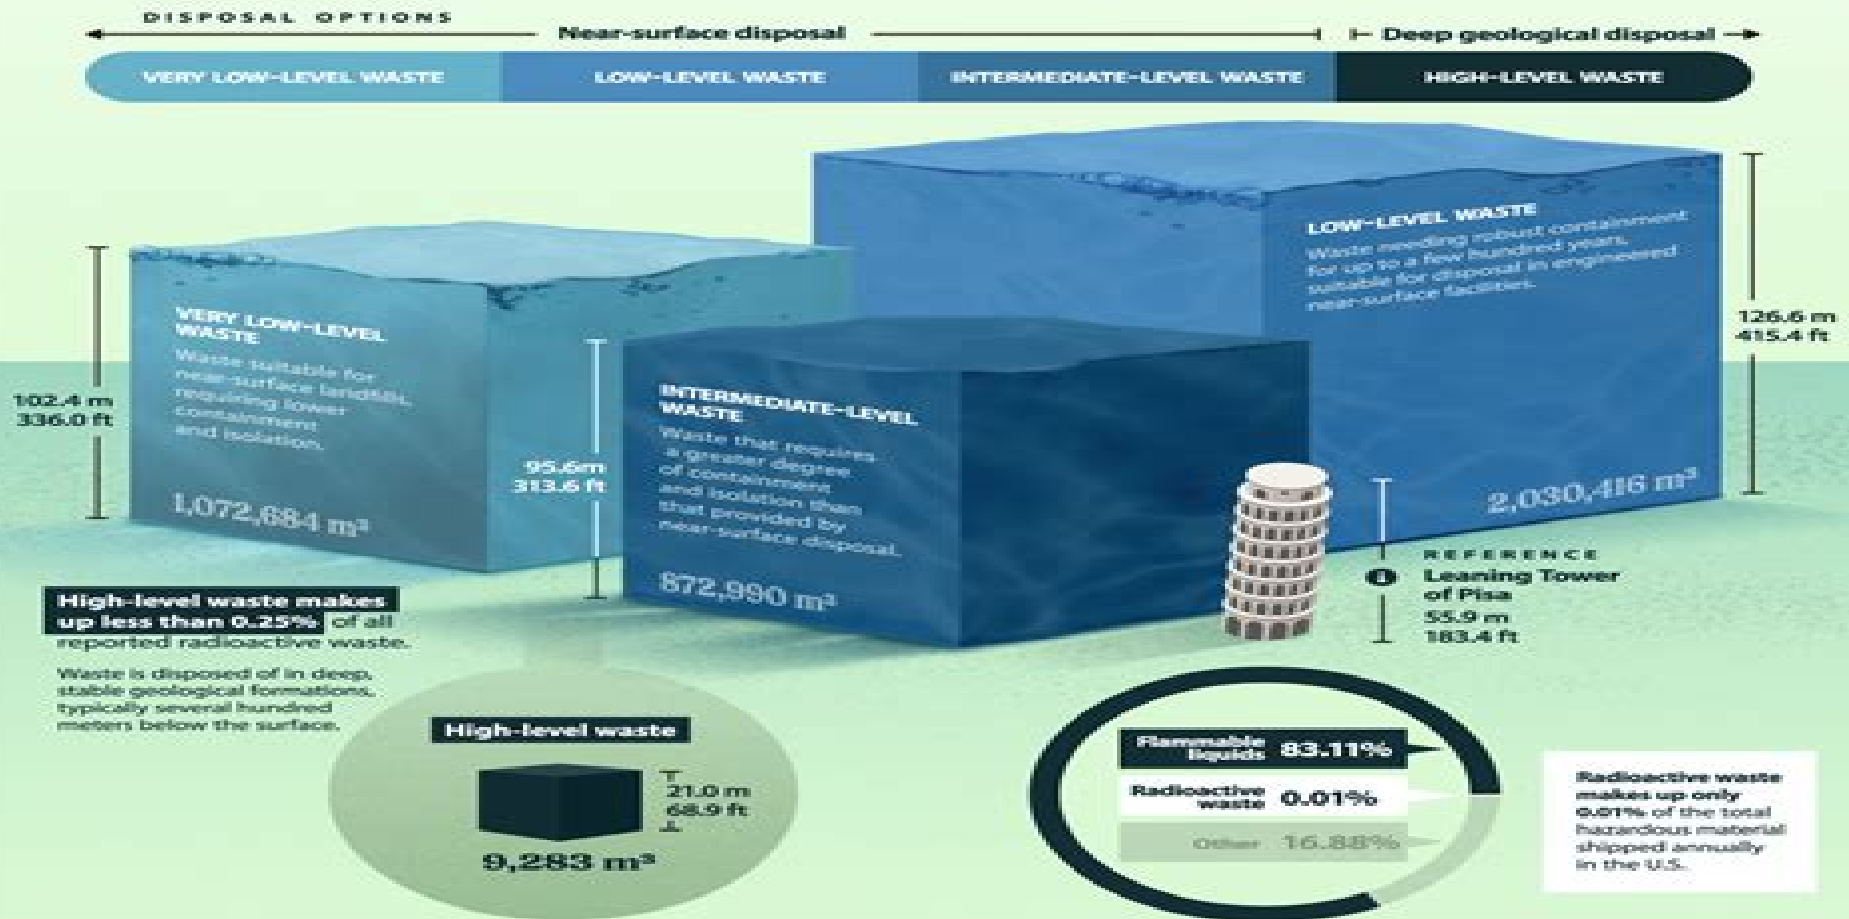 DISPOSAL OPTIONS
Near-surface disposal
Deep geological disposal
VERY LOW-LEVEL WASTE
LOW-LEVEL WASTE
INTERMEDIATE-LEVEL WASTE
HIGH-LEVEL WASTE
LOW-LEVEL WASTE
Waste needing robust containment
for up to a few hundred years,
suitable for disposal in engineered
near-surface facilities.
126.6 m
415.4 ft
2,030,416 m³
VERY LOW-LEVEL
WASTE
Waste suitable for
near-surface landfill,
requiring lower
containment
and isolation.
102.4 m
336.0 ft
1,072,684 m³
INTERMEDIATE-LEVEL
WASTE
Waste that requires
a greater degree
of containment
and isolation than
that provided by
near-surface disposal.
95.6m
313.6 ft
872,990 m³
REFERENCE
Leaning Tower
of Pisa
55.9 m
183.4 ft
High-level waste makes
up less than 0.25% of all
reported radioactive waste.
Waste is disposed of in deep,
stable geological formations,
typically several hundred
meters below the surface.
High-level waste
21.0 m
68.9 ft
9,283 m³
Flammable
liquids 83.11%
Radioactive
waste 0.01%
Other 16.88%
Radioactive waste
makes up only
0.01% of the total
hazardous material
shipped annually
in the U.S.